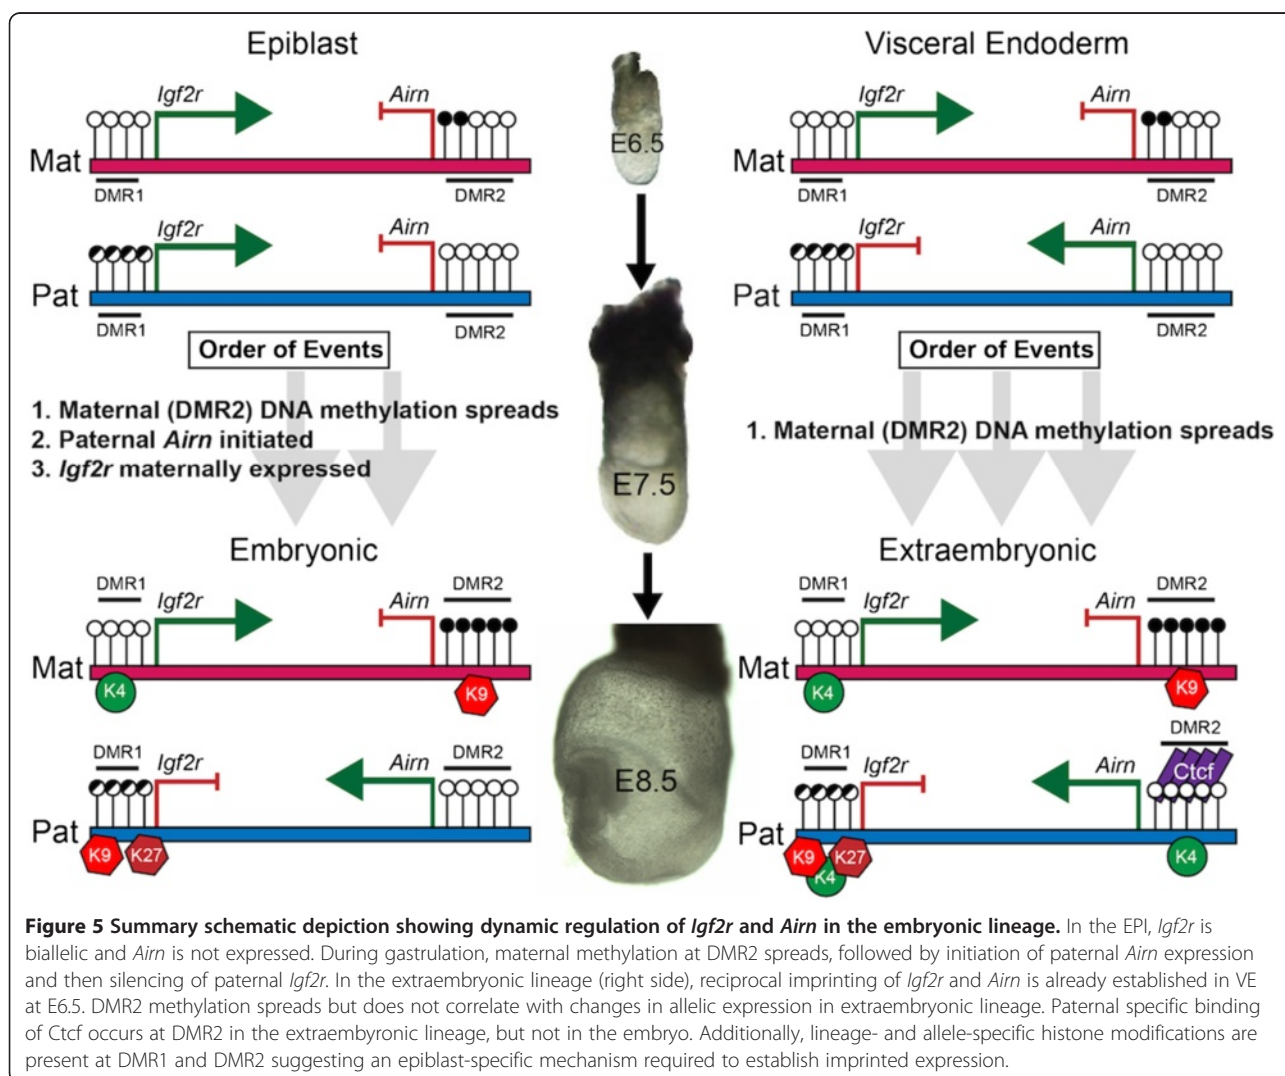 Epiblast
Igf2r
Airn
Mat
DMR1
DMR2
Igf2r
Airn
Pat
DMR1
DMR2
Order of Events
1. Maternal (DMR2) DNA methylation spreads
2. Paternal Airn initiated
3. Igf2r maternally expressed
Embryonic
DMR1
Igf2r
Airn
DMR2
Mat
K4
K9
DMR1
Igf2r
Airn
DMR2
Pat
K9
K27
E6.5
E7.5
E8.5
Visceral Endoderm
Igf2r
Airn
Mat
DMR1
DMR2
Igf2r
Airn
Pat
DMR1
DMR2
Order of Events
1. Maternal (DMR2) DNA methylation spreads
Extraembryonic
DMR1
Igf2r
Airn
DMR2
Mat
K4
K9
DMR1
Igf2r
Airn
DMR2
Ctcf
Pat
K9
K27
K4
K4
Figure 5 Summary schematic depiction showing dynamic regulation of Igf2r and Airn in the embryonic lineage. In the EPI, Igf2r is
biallelic and Airn is not expressed. During gastrulation, maternal methylation at DMR2 spreads, followed by initiation of paternal Airn expression
and then silencing of paternal Igf2r. In the extraembryonic lineage (right side), reciprocal imprinting of Igf2r and Airn is already established in VE
at E6.5. DMR2 methylation spreads but does not correlate with changes in allelic expression in extraembryonic lineage. Paternal specific binding
of Ctcf occurs at DMR2 in the extraembyronic lineage, but not in the embryo. Additionally, lineage- and allele-specific histone modifications are
present at DMR1 and DMR2 suggesting an epiblast-specific mechanism required to establish imprinted expression.